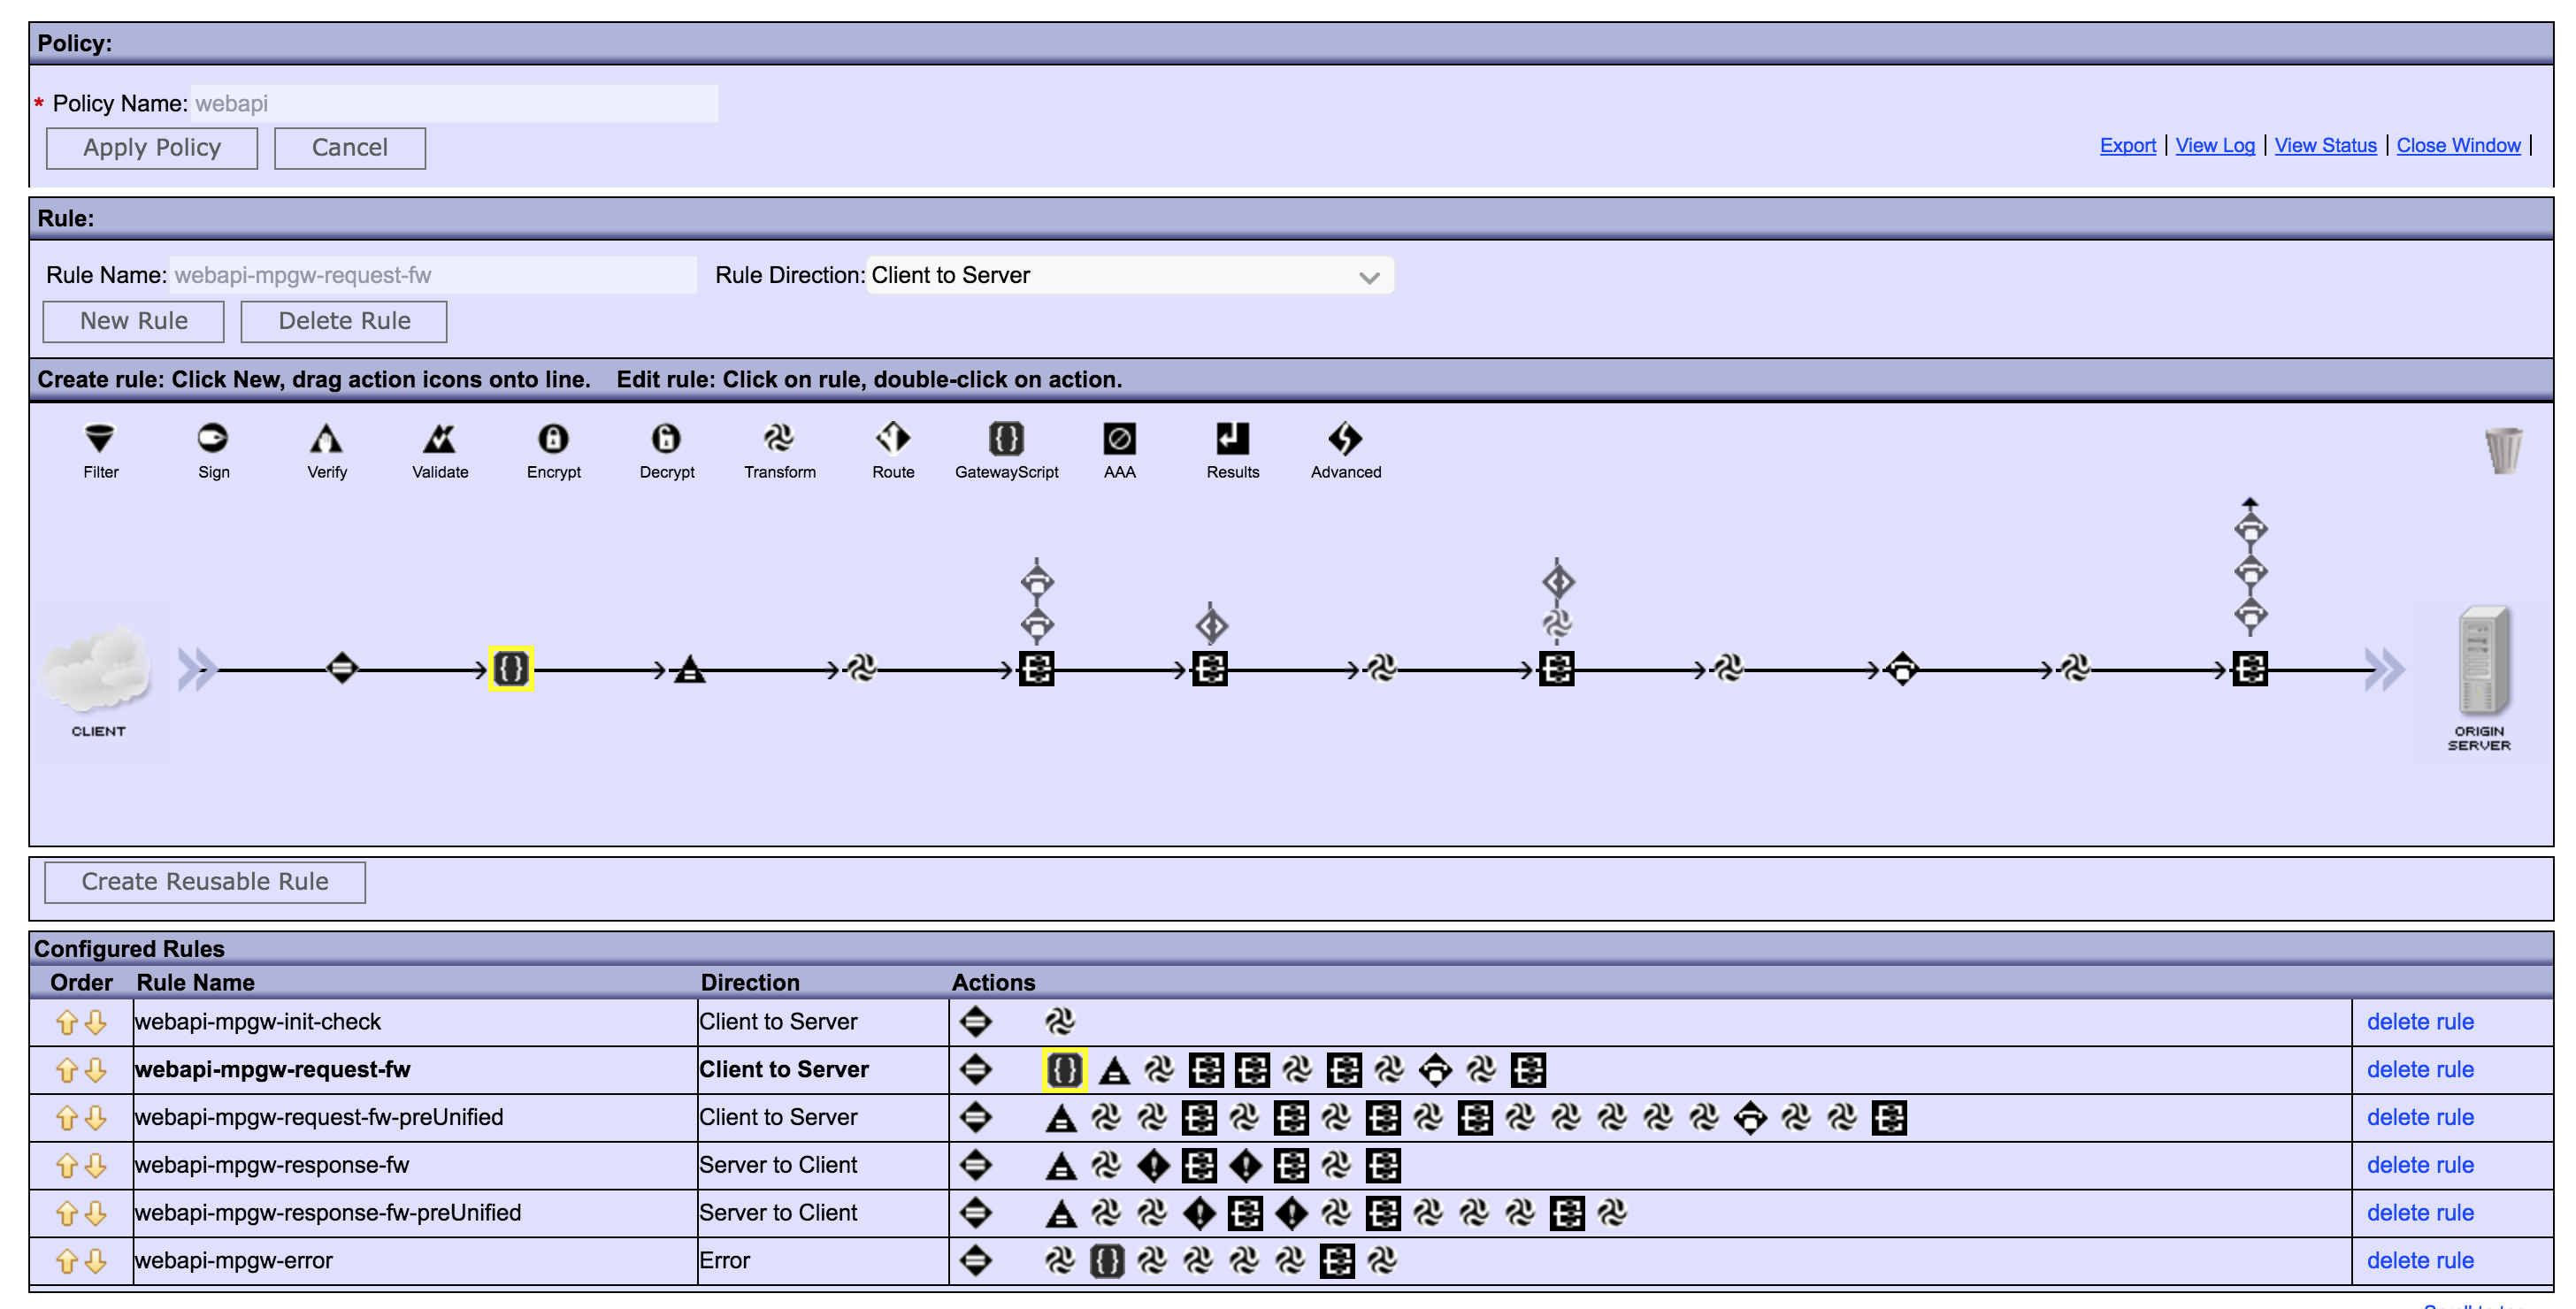 Policy:
* Policy Name: webapi
Apply Policy Cancel
Export | View Log | View Status | Close Window |
Rule:
Rule Name: webapi-mpgw-request-fw Rule Direction: Client to Server
New Rule Delete Rule
Create rule: Click New, drag action icons onto line. Edit rule: Click on rule, double-click on action.
Filter Sign Verify Validate Encrypt Decrypt Transform Route GatewayScript AAA Results Advanced
CLIENT
ORIGIN
SERVER
Create Reusable Rule
Configured Rules
Order Rule Name Direction Actions
webapi-mpgw-init-check Client to Server delete rule
webapi-mpgw-request-fw Client to Server delete rule
webapi-mpgw-request-fw-preUnified Client to Server delete rule
webapi-mpgw-response-fw Server to Client delete rule
webapi-mpgw-response-fw-preUnified Server to Client delete rule
webapi-mpgw-error Error delete rule